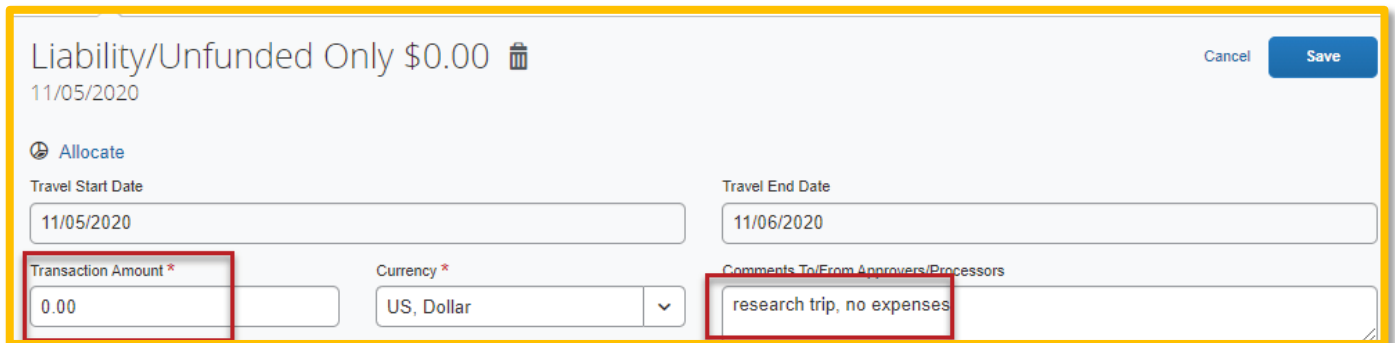 Liability/Unfunded Only $0.00
Cancel
Save
11/05/2020
Allocate
Travel Start Date
Travel End Date
11/05/2020
11/06/2020
Transaction Amount *
Currency *
Comments To/From Approvers/Processors
0.00
US, Dollar
research trip, no expenses